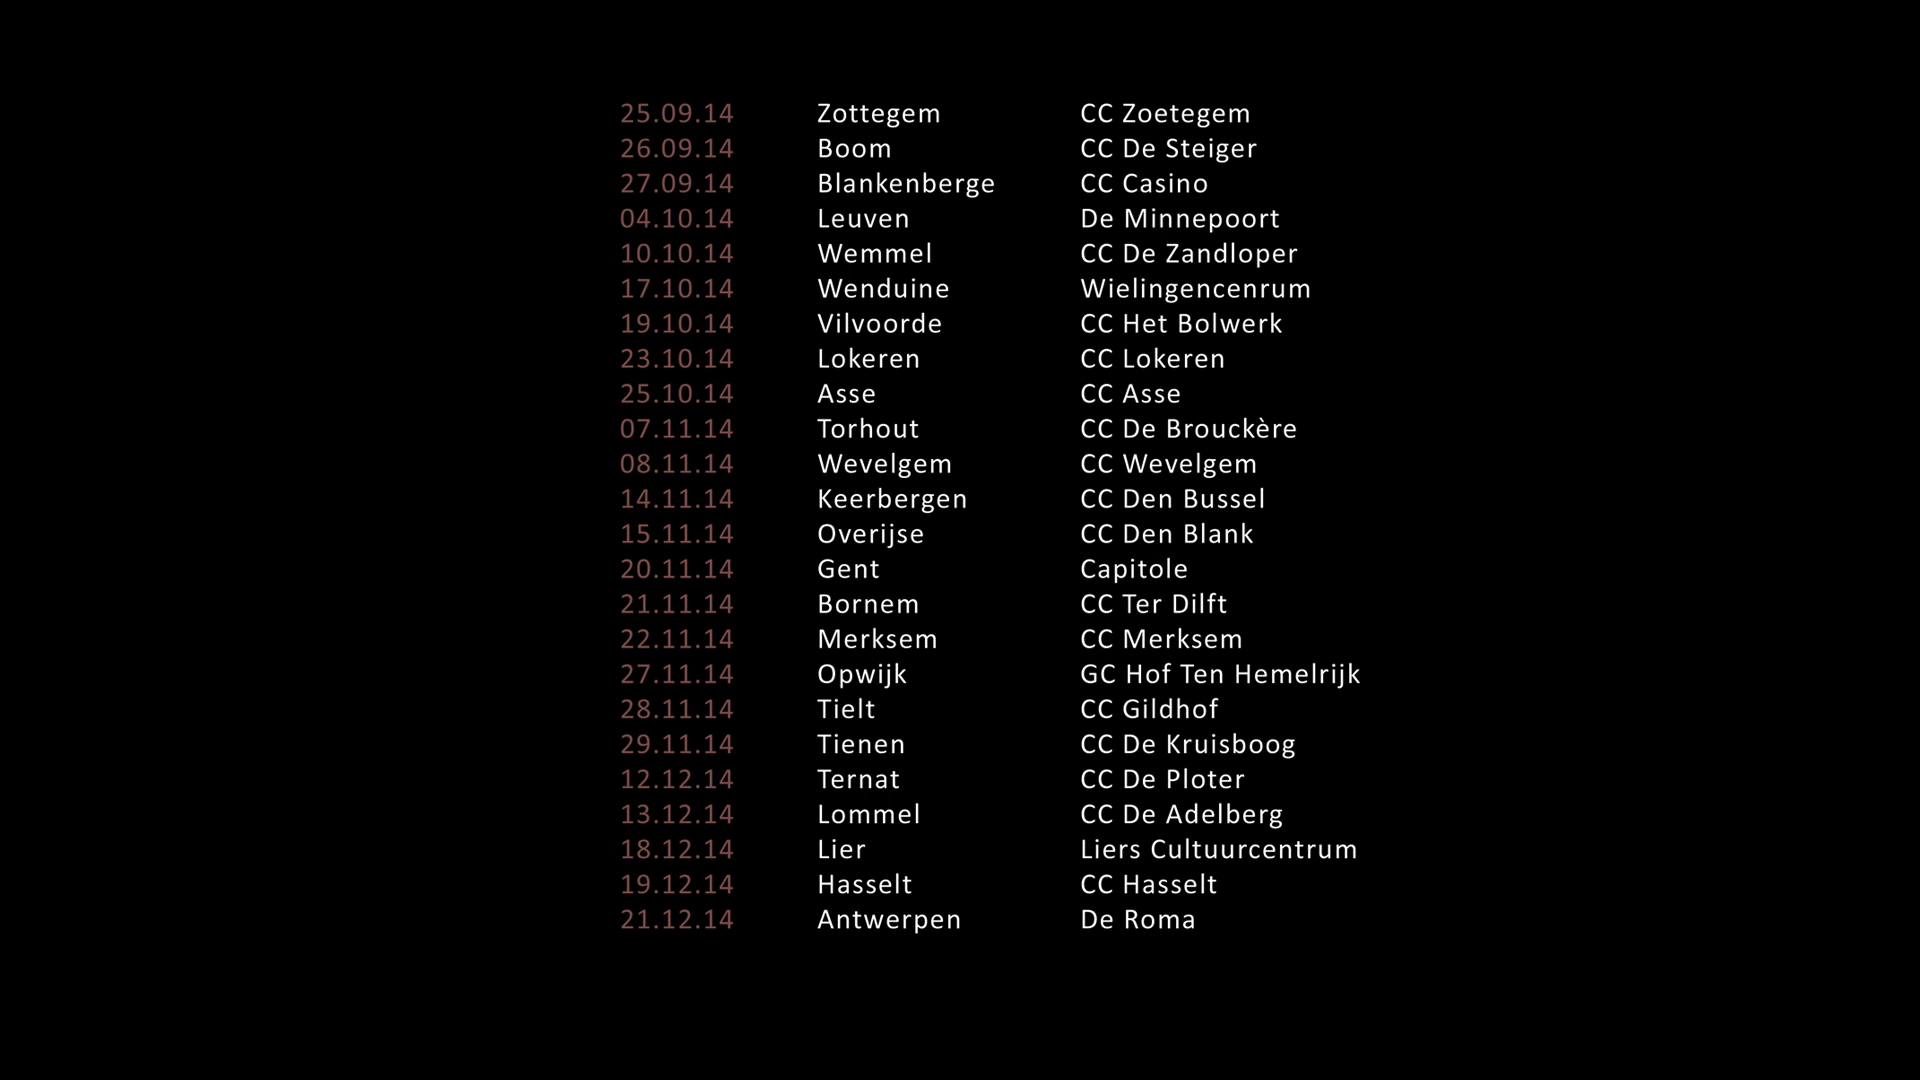 25.09.14 Zottegem CC Zoetegem
26.09.14 Boom CC De Steiger
27.09.14 Blankenberge CC Casino
04.10.14 Leuven De Minnepoort
10.10.14 Wemmel CC De Zandloper
17.10.14 Wenduine Wielingencenrum
19.10.14 Vilvoorde CC Het Bolwerk
23.10.14 Lokeren CC Lokeren
25.10.14 Asse CC Asse
07.11.14 Torhout CC De Brouckère
08.11.14 Wevelgem CC Wevelgem
14.11.14 Keerbergen CC Den Bussel
15.11.14 Overijse CC Den Blank
20.11.14 Gent Capitole
21.11.14 Bornem CC Ter Dilft
22.11.14 Merksem CC Merksem
27.11.14 Opwijk GC Hof Ten Hemelrijk
28.11.14 Tielt CC Gildhof
29.11.14 Tienen CC De Kruisboog
12.12.14 Ternat CC De Ploter
13.12.14 Lommel CC De Adelberg
18.12.14 Lier Liers Cultuurcentrum
19.12.14 Hasselt CC Hasselt
21.12.14 Antwerpen De Roma